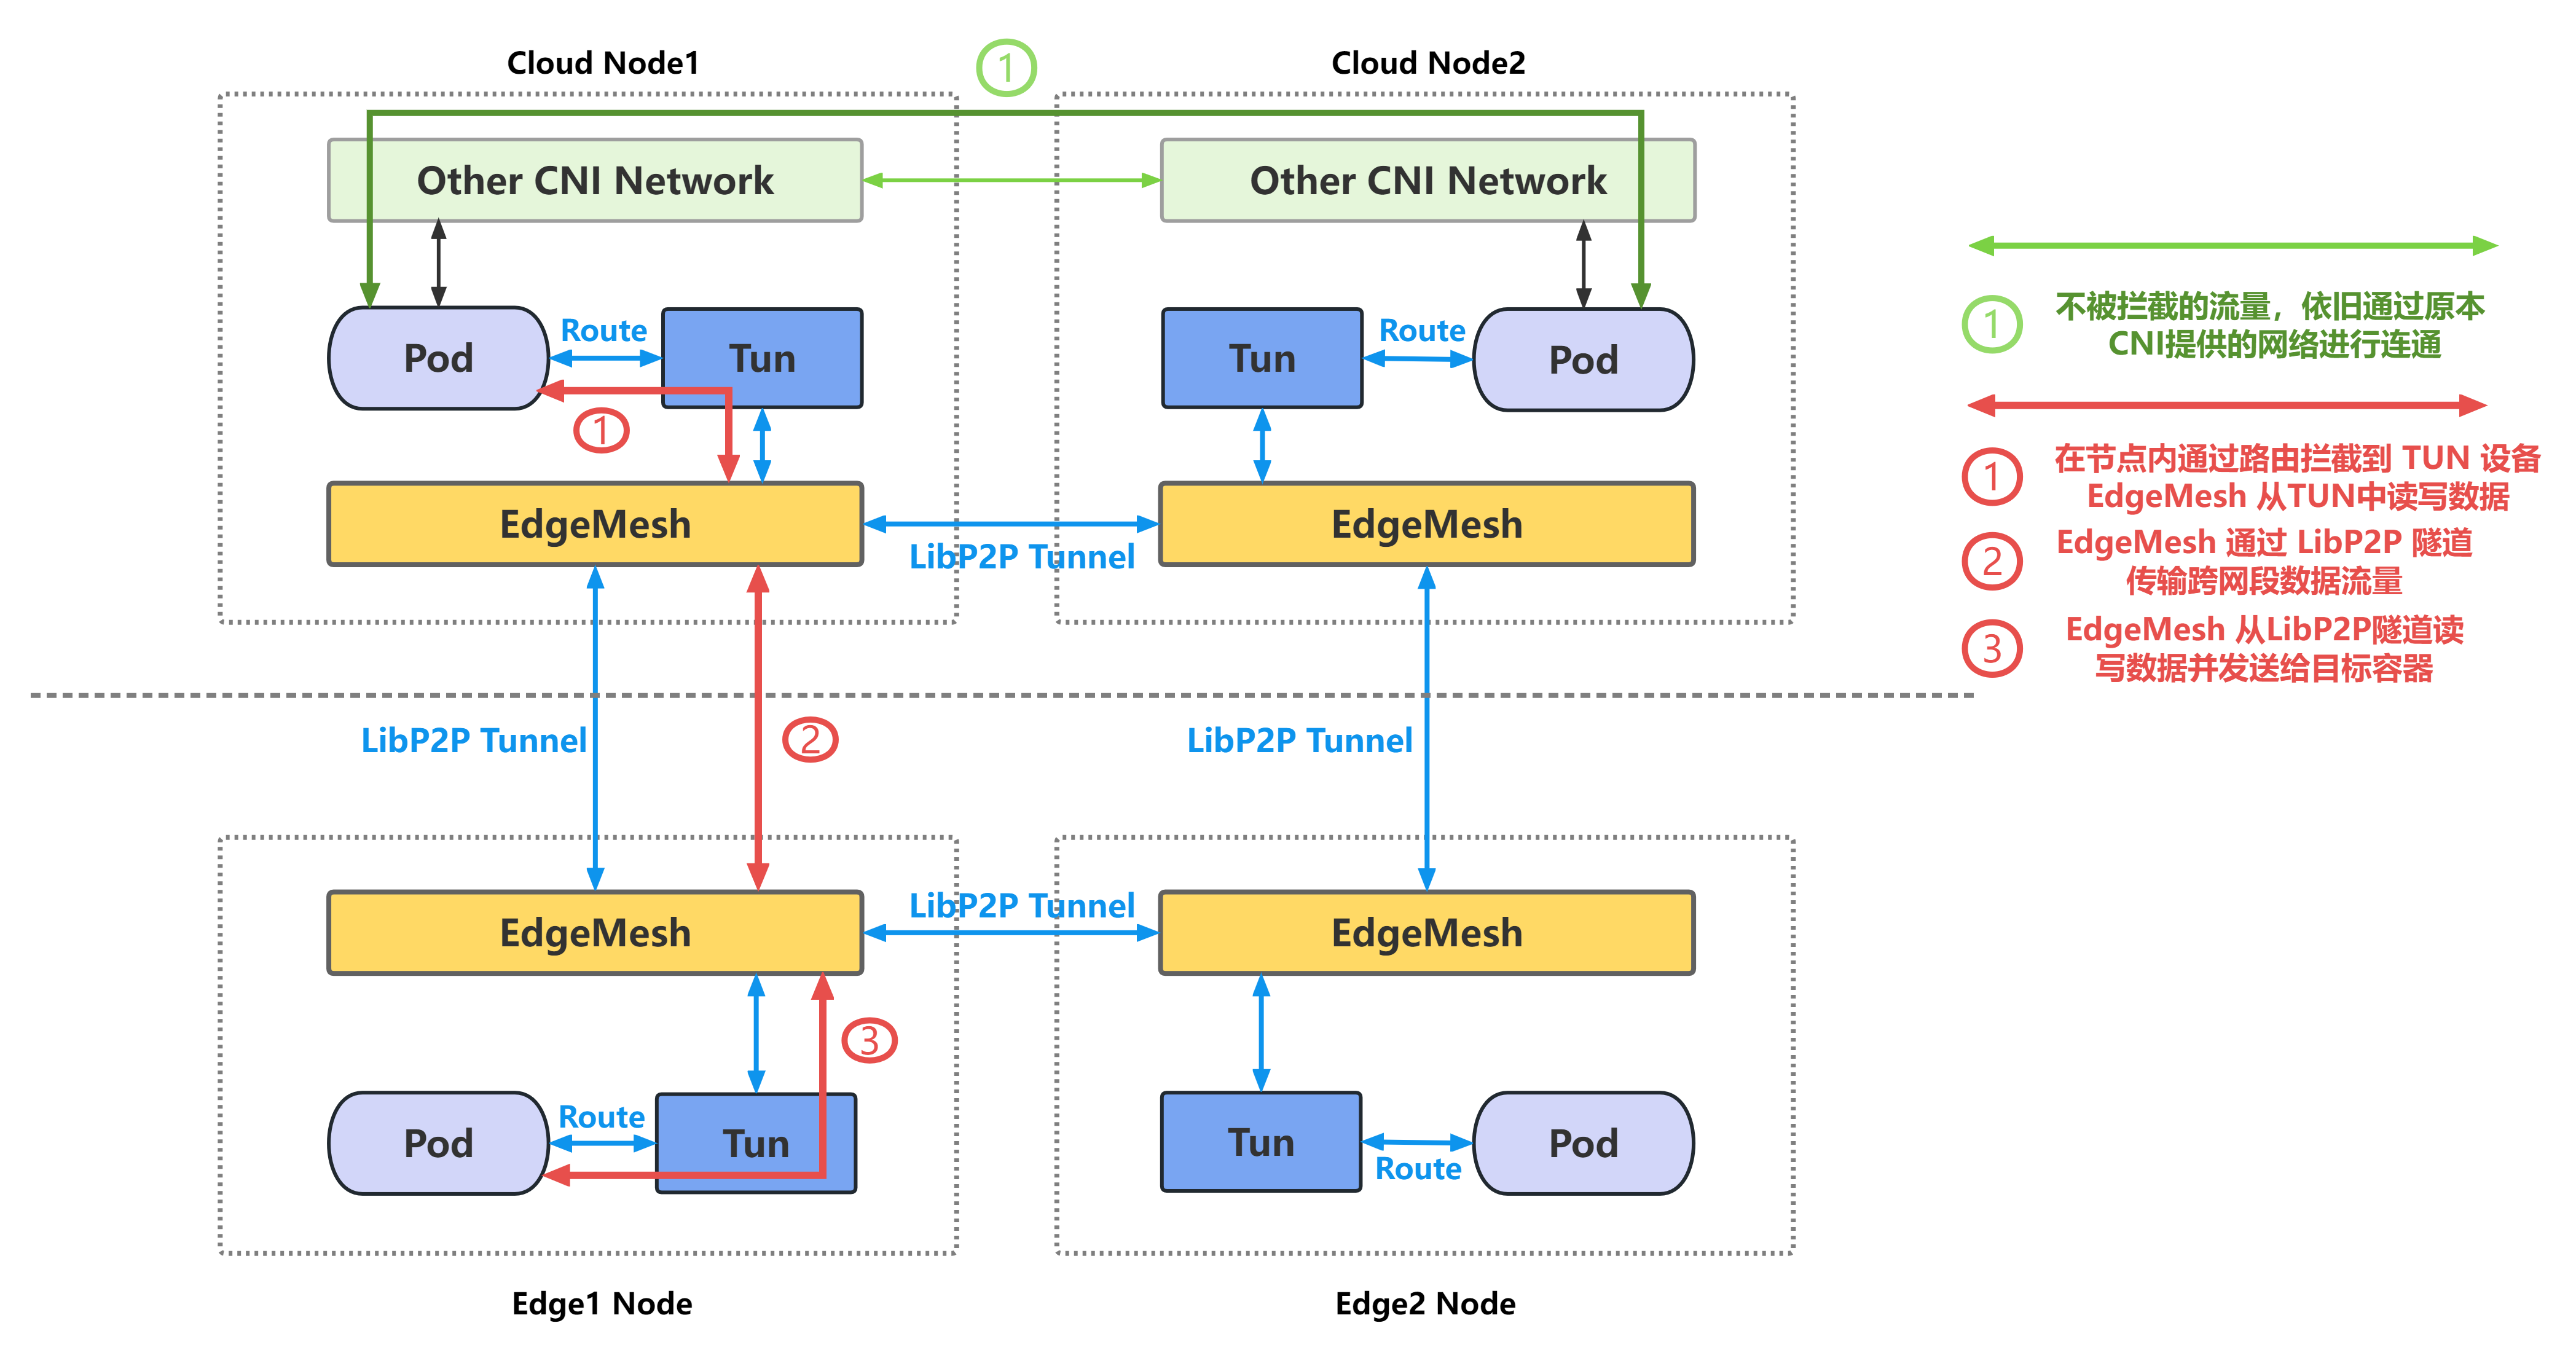 Cloud Node1
①
Cloud Node2
Other CNI Network
Other CNI Network
Pod
Route
Tun
①
Tun
Route
Pod
EdgeMesh
LibP2P Tunnel
EdgeMesh
LibP2P Tunnel
②
LibP2P Tunnel
EdgeMesh
LibP2P Tunnel
EdgeMesh
③
Pod
Route
Tun
Tun
Route
Pod
Edge1 Node
Edge2 Node
① 不被拦截的流量，依旧通过原本
CNI提供的网络进行连通
① 在节点内通过路由拦截到 TUN 设备
EdgeMesh 从TUN中读写数据
② EdgeMesh 通过 LibP2P 隧道
传输跨网段数据流量
③ EdgeMesh 从LibP2P隧道读
写数据并发送给目标容器